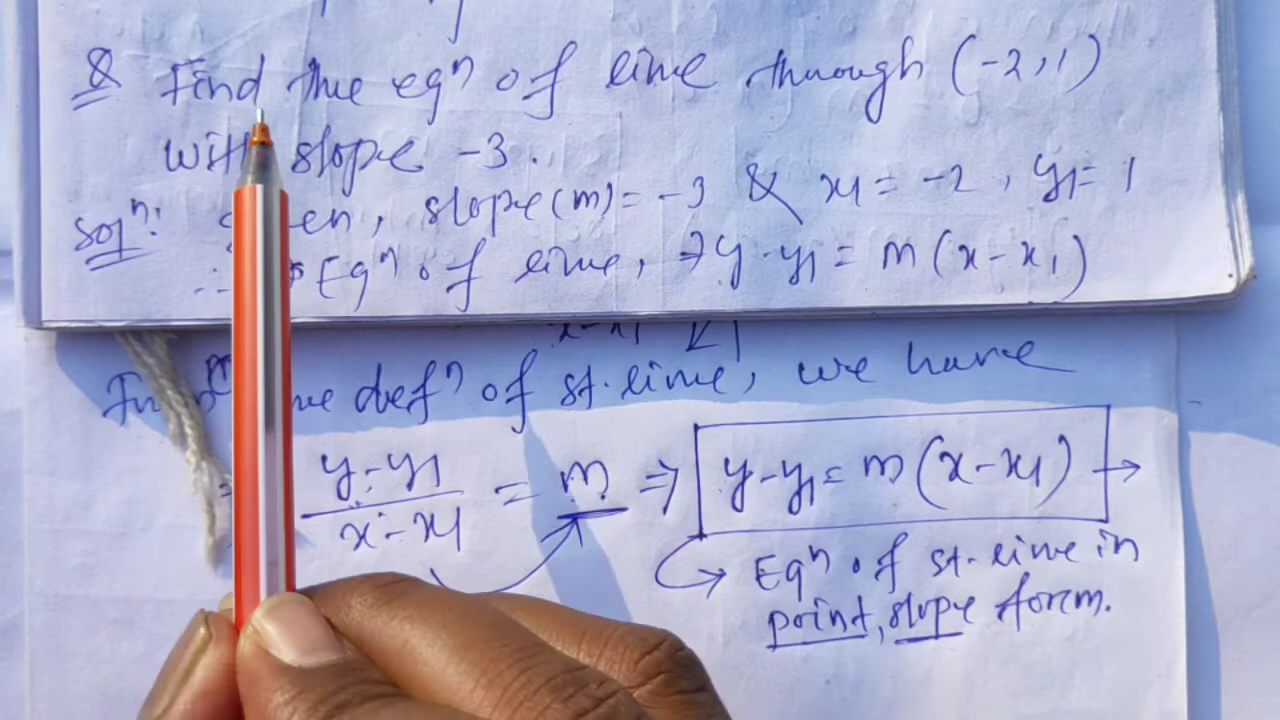 Q Find the eqⁿ of line through (-2,1)
with slope -3.
Solⁿ: Given, slope(m)= -3 & x₁= -2, y₁= 1
∴ Eqⁿ of line, ⇒ y-y₁= m(x-x₁)
the defⁿ of st. line, we have
y-y₁/x-x₁ = m ⇒ y-y₁= m(x-x₁) →
→ Eqⁿ of st-line in
point, slope form.